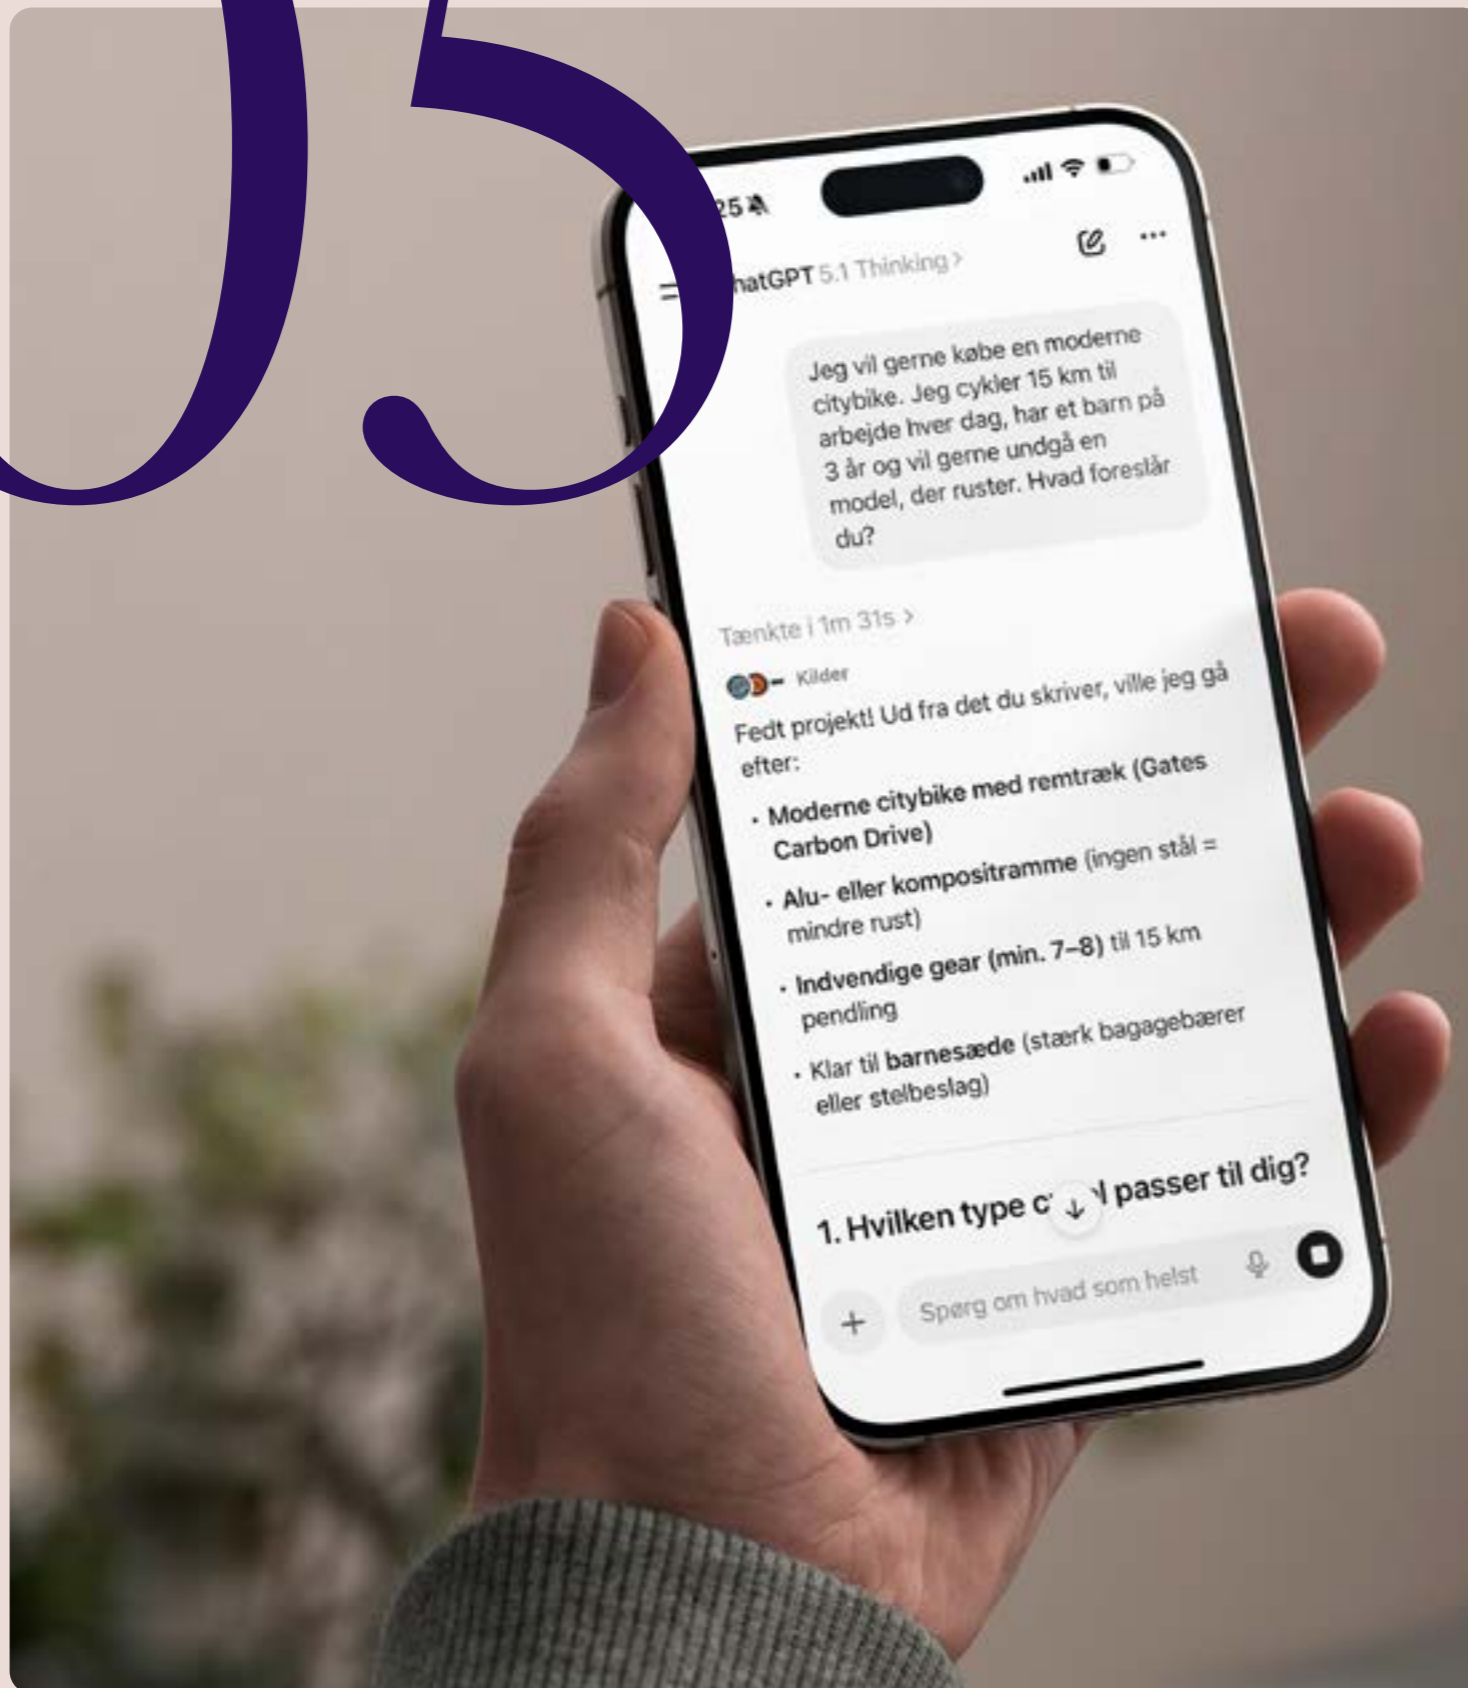 05
25
hatGPT 5.1 Thinking >
Jeg vil gerne købe en moderne
citybike. Jeg cykler 15 km til
arbejde hver dag, har et barn på
3 år og vil gerne undgå en
model, der ruster. Hvad foreslår
du?
Tænkte i 1m 31s >
Kilder
Fedt projekt! Ud fra det du skriver, ville jeg gå
efter:
• Moderne citybike med remtræk (Gates
Carbon Drive)
• Alu- eller kompositramme (ingen stål =
mindre rust)
• Indvendige gear (min. 7–8) til 15 km
pendling
• Klar til barnesæde (stærk bagagebærer
eller stelbeslag)
1. Hvilken type c l passer til dig?
Spørg om hvad som helst